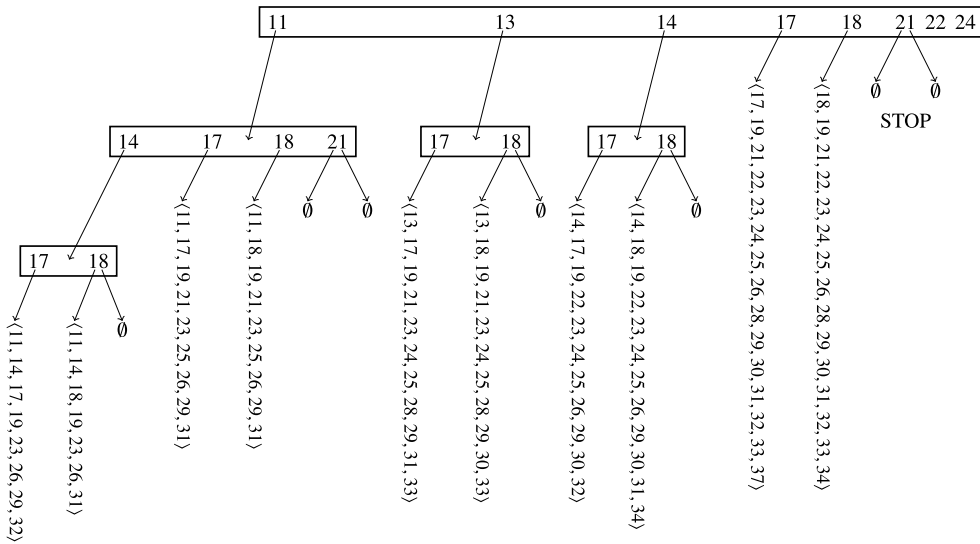 11 13 14 17 18 21 22 24
∅ ∅
STOP
14 17 18 21
17 18
17 18
∅ ∅
∅
∅
17 18
∅
⟨11, 14, 17, 19, 23, 26, 29, 32⟩
⟨11, 14, 18, 19, 23, 26, 31⟩
⟨11, 17, 19, 21, 23, 25, 26, 29, 31⟩
⟨11, 18, 19, 21, 23, 25, 26, 29, 31⟩
⟨13, 17, 19, 21, 23, 24, 25, 28, 29, 31, 33⟩
⟨13, 18, 19, 21, 23, 24, 25, 28, 29, 30, 33⟩
⟨14, 17, 19, 22, 23, 24, 25, 26, 29, 30, 32⟩
⟨14, 18, 19, 22, 23, 24, 25, 26, 29, 30, 31, 34⟩
⟨17, 19, 21, 22, 23, 24, 25, 26, 28, 29, 30, 31, 32, 33, 37⟩
⟨18, 19, 21, 22, 23, 24, 25, 26, 28, 29, 30, 31, 32, 33, 34⟩